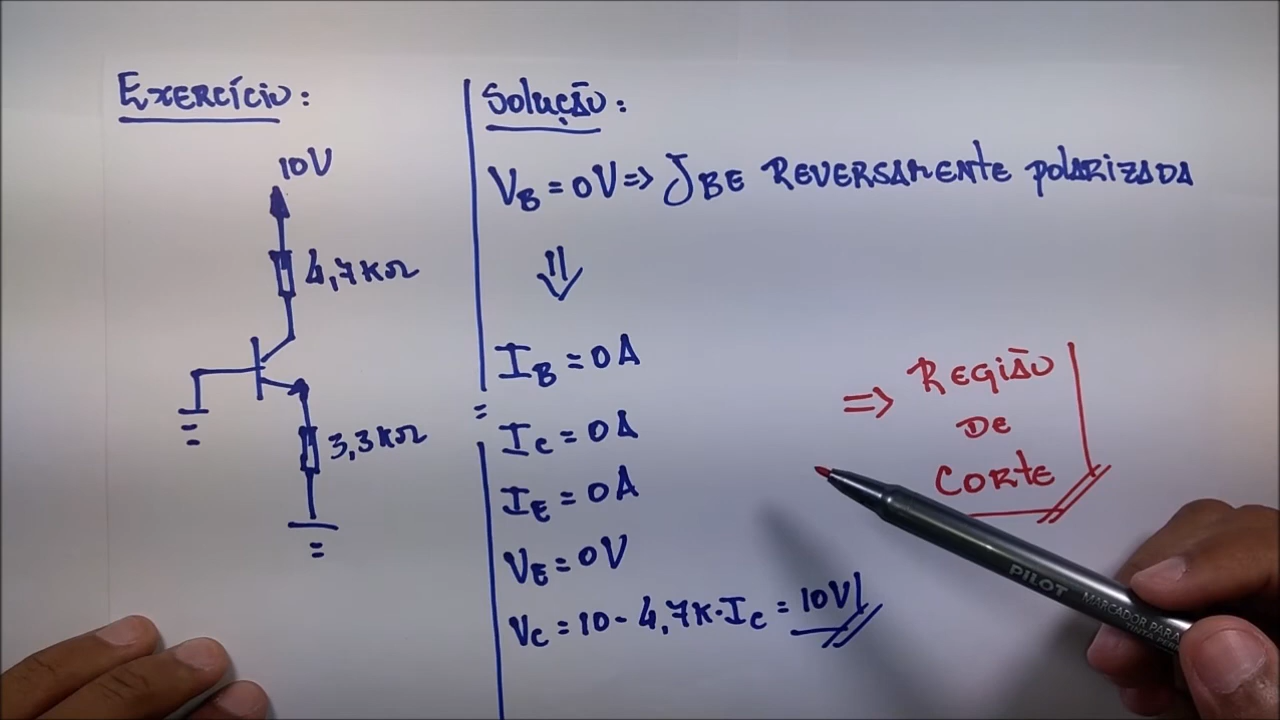 Exercício:
10V
4,7KΩ
3,3KΩ
Solução:
VB = 0V => JBE REVERSAMENTE POLARIZADA
⇓
IB = 0A
IC = 0A
IE = 0A
VE = 0V
VC = 10 - 4,7K·IC = 10V
=> REGIÃO
DE
CORTE
PILOT
MARCADOR PARA